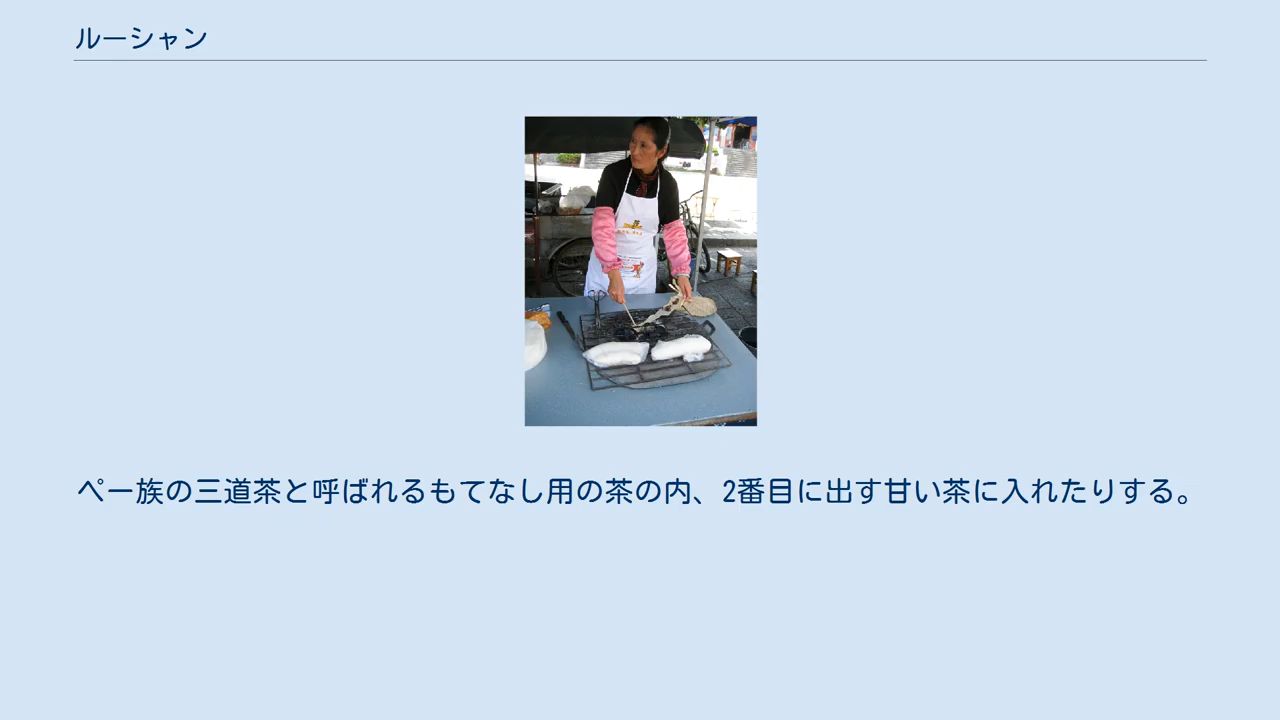 ルーシャン
ペー族の三道茶と呼ばれるもてなし用の茶の内、2番目に出す甘い茶に入れたりする。